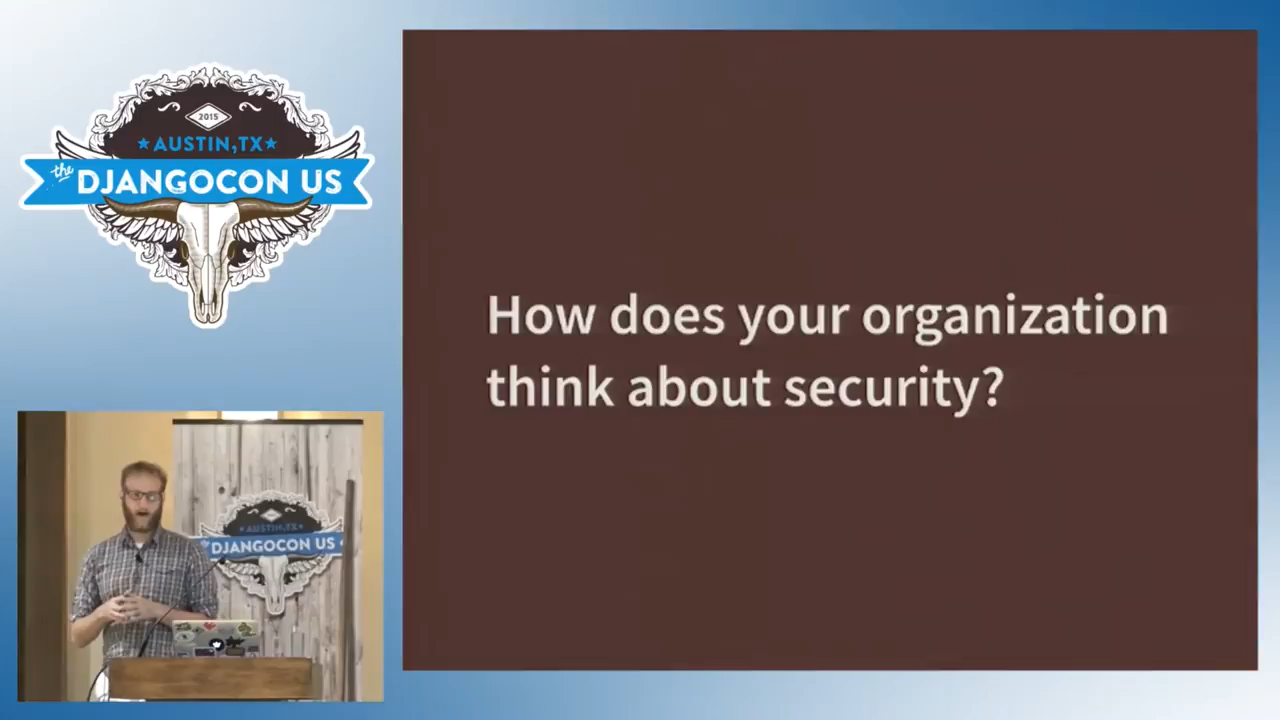 2015
AUSTIN, TX
the
DJANGOCON US
How does your organization
think about security?
AUSTIN, TX
DJANGOCON US